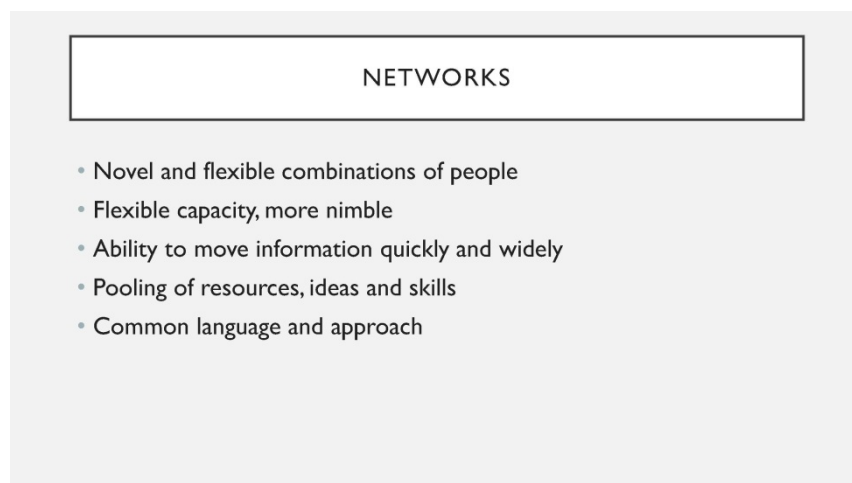 NETWORKS
• Novel and flexible combinations of people
• Flexible capacity, more nimble
• Ability to move information quickly and widely
• Pooling of resources, ideas and skills
• Common language and approach